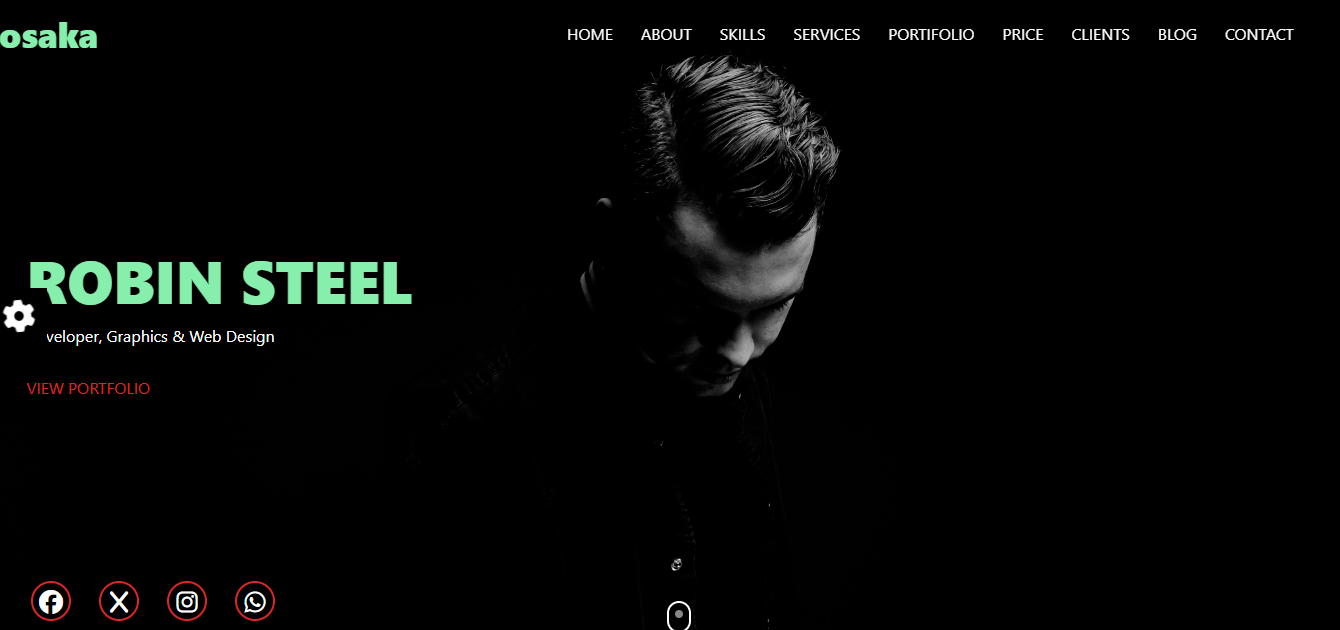 osaka
HOME ABOUT SKILLS SERVICES PORTIFOLIO PRICE CLIENTS BLOG CONTACT
ROBIN STEEL
veloper, Graphics & Web Design
VIEW PORTFOLIO